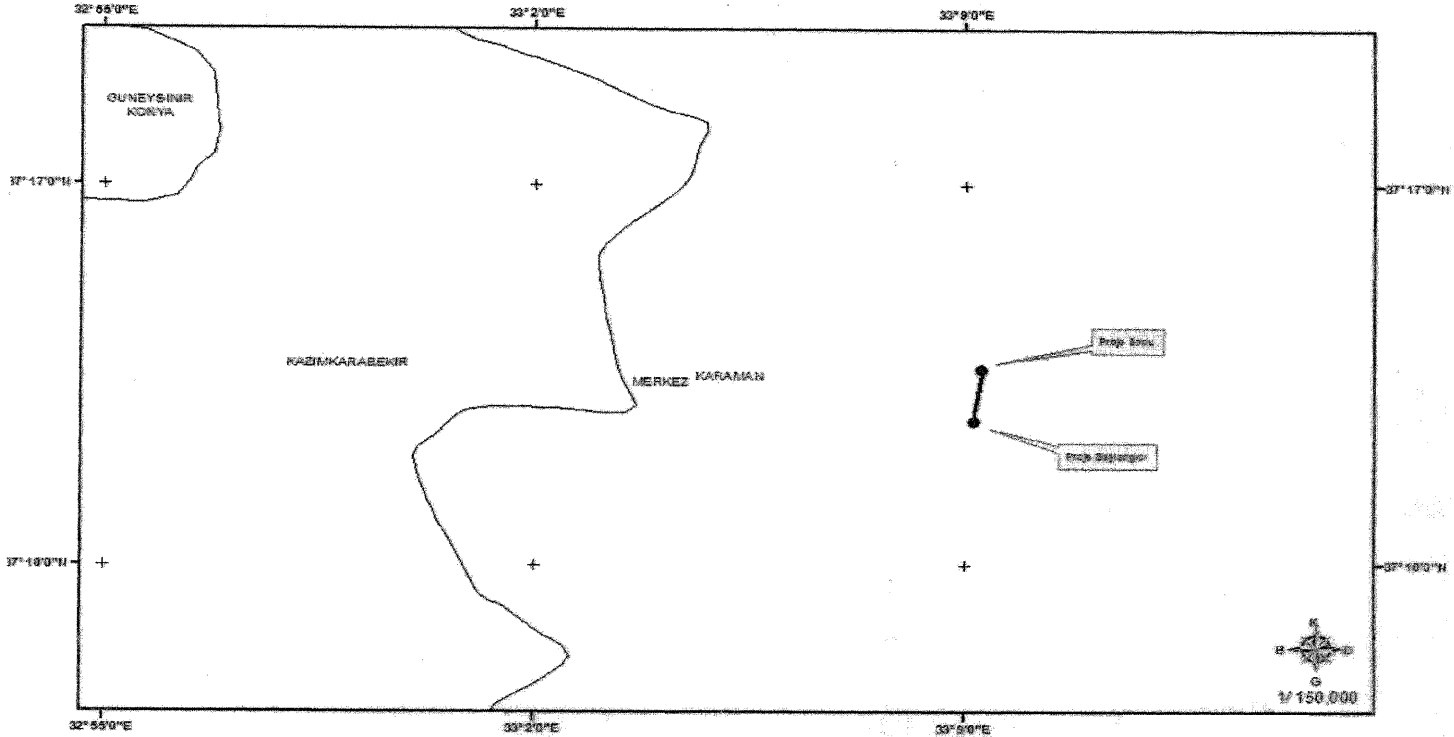 32°55'0"E
33°2'0"E
33°9'0"E
GUNEYSINIR
KONYA
37°17'0"N
37°17'0"N
KAZIMKARABEKIR
MERKEZ KARAMAN
Proje Sonu
Proje Başlangıcı
37°10'0"N
37°10'0"N
K
B
D
G
1/ 150,000
32°55'0"E
33°2'0"E
33°9'0"E